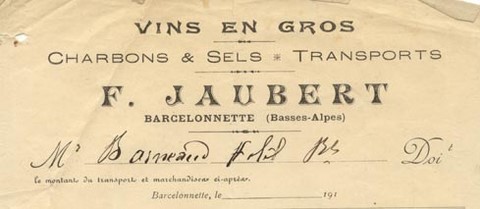 VINS EN GROS
CHARBONS & SELS * TRANSPORTS
F. JAUBERT
BARCELONNETTE (Basses-Alpes)
Mr Barneaud Doit
le montant du transport et marchandises ci-après.
Barcelonnette, le 191